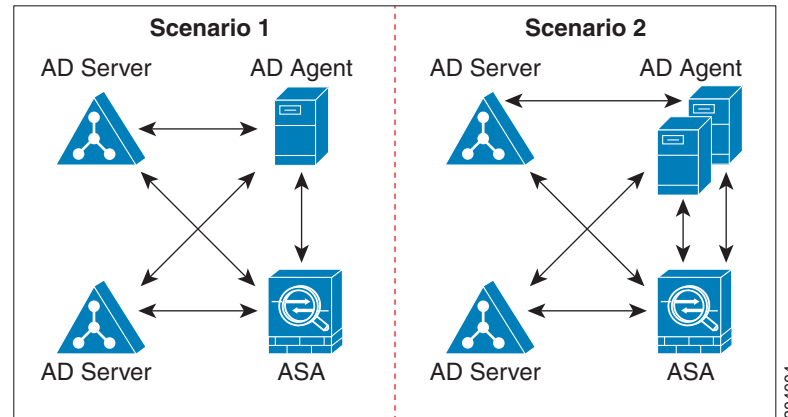 Scenario 1
AD Server AD Agent
AD Server ASA
Scenario 2
AD Server AD Agent
AD Server ASA